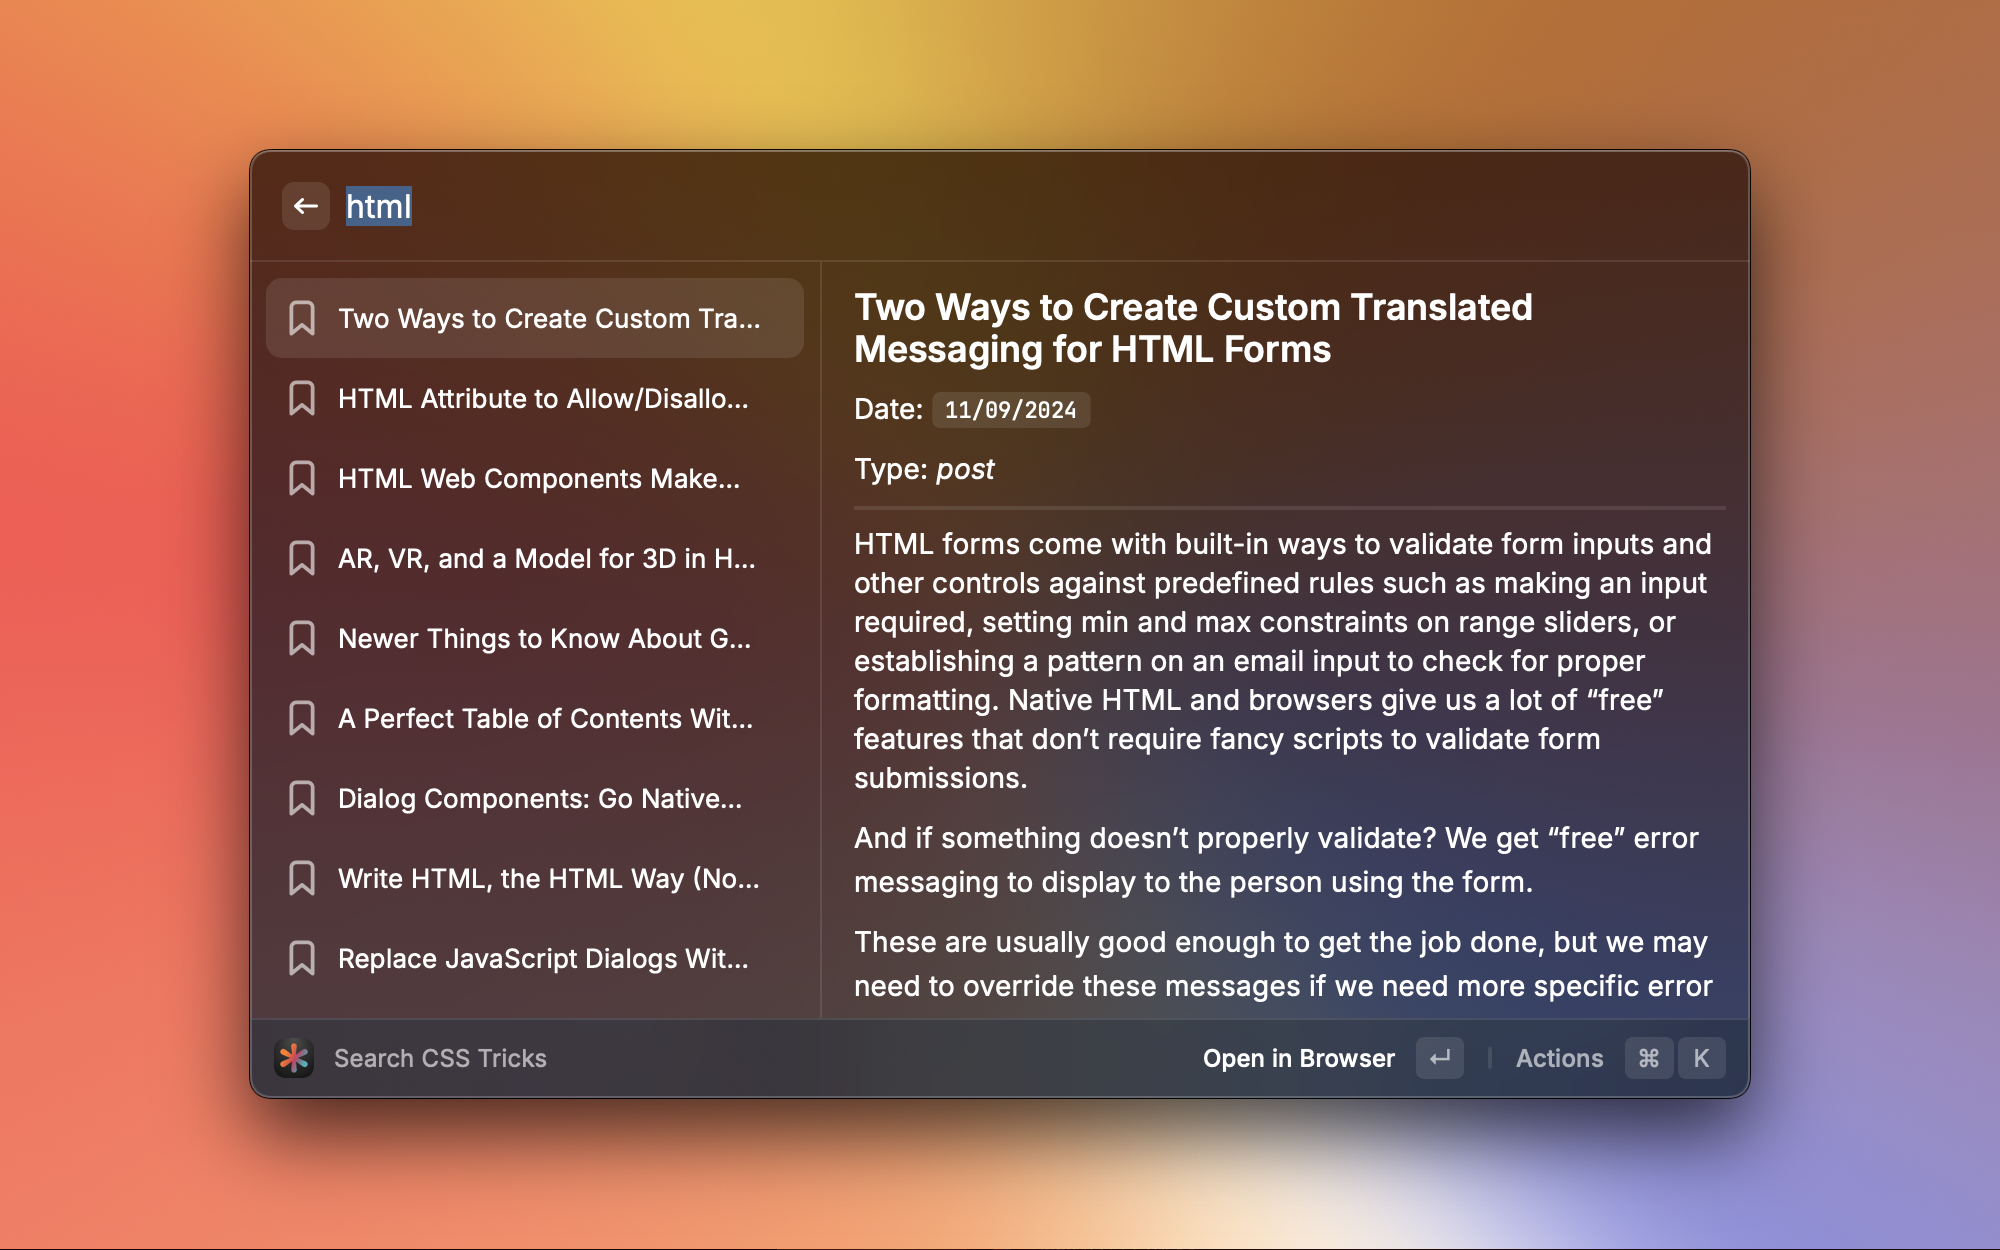 html
Two Ways to Create Custom Tra...
HTML Attribute to Allow/Disallo...
HTML Web Components Make...
AR, VR, and a Model for 3D in H...
Newer Things to Know About G...
A Perfect Table of Contents Wit...
Dialog Components: Go Native...
Write HTML, the HTML Way (No...
Replace JavaScript Dialogs Wit...
Two Ways to Create Custom Translated
Messaging for HTML Forms
Date: 11/09/2024
Type: post
HTML forms come with built-in ways to validate form inputs and
other controls against predefined rules such as making an input
required, setting min and max constraints on range sliders, or
establishing a pattern on an email input to check for proper
formatting. Native HTML and browsers give us a lot of “free”
features that don’t require fancy scripts to validate form
submissions.
And if something doesn’t properly validate? We get “free” error
messaging to display to the person using the form.
These are usually good enough to get the job done, but we may
need to override these messages if we need more specific error
Search CSS Tricks
Open in Browser ↵ | Actions ⌘ K